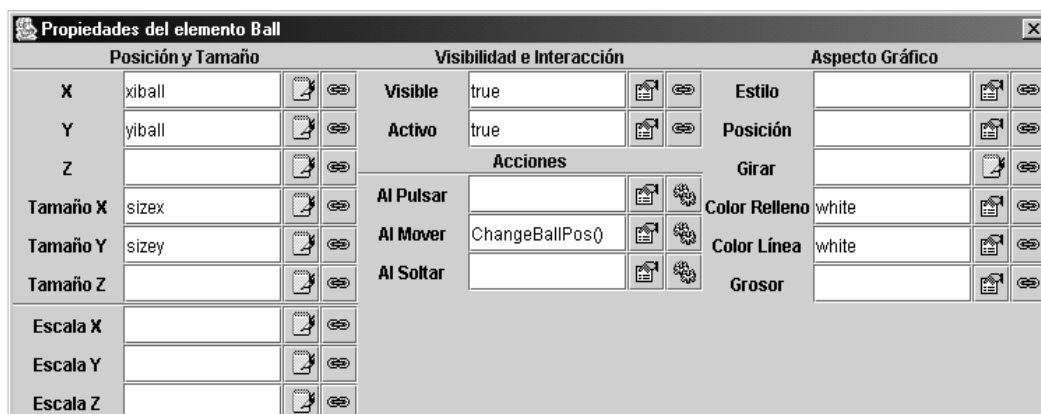 Propiedades del elemento Ball
Posición y Tamaño
X xiball
Y yiball
Z
Tamaño X sizex
Tamaño Y sizey
Tamaño Z
Escala X
Escala Y
Escala Z
Visibilidad e Interacción
Visible true
Activo true
Acciones
Al Pulsar
Al Mover ChangeBallPos()
Al Soltar
Aspecto Gráfico
Estilo
Posición
Girar
Color Relleno white
Color Línea white
Grosor